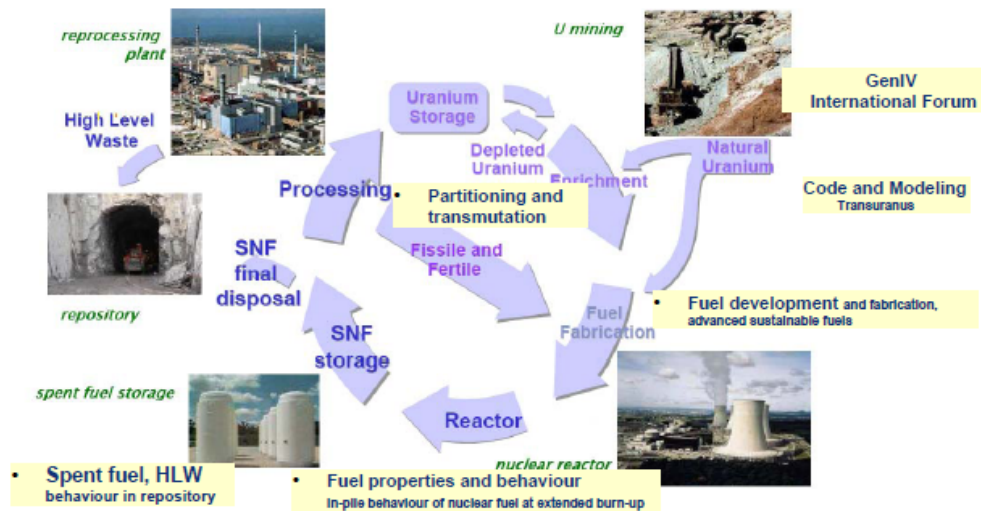 reprocessing
plant
U mining
GenIV
International Forum
High Level
Waste
Uranium
Storage
Depleted
Uranium
Enrichment
Natural
Uranium
Processing
• Partitioning and
transmutation
Code and Modeling
Transuranus
Fissile and
Fertile
SNF
final
disposal
repository
• Fuel development and fabrication,
advanced sustainable fuels
Fuel
Fabrication
SNF
storage
spent fuel storage
Reactor
nuclear reactor
• Spent fuel, HLW
behaviour in repository
• Fuel properties and behaviour
In-pile behaviour of nuclear fuel at extended burn-up